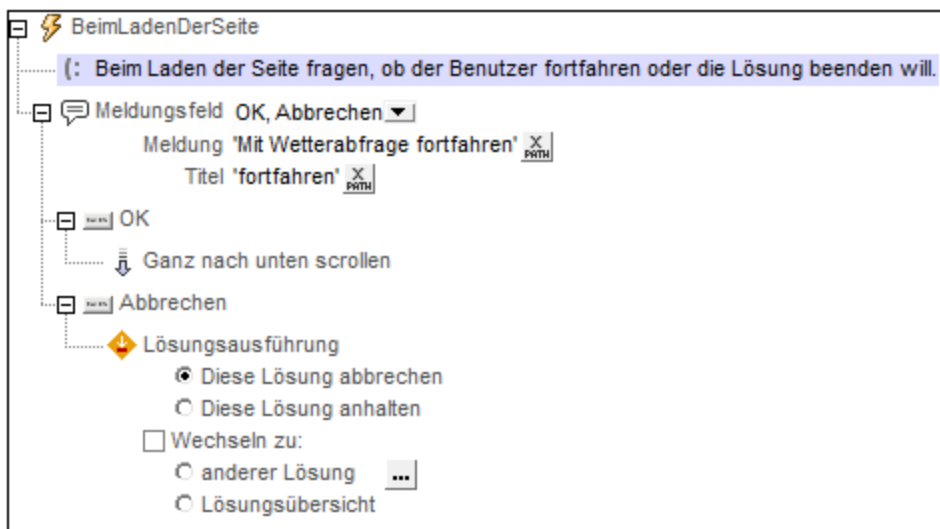 BeimLadenDerSeite
(: Beim Laden der Seite fragen, ob der Benutzer fortfahren oder die Lösung beenden will.
Meldungsfeld OK, Abbrechen
Meldung 'Mit Wetterabfrage fortfahren' X PATH
Titel 'fortfahren' X PATH
OK
Ganz nach unten scrollen
Abbrechen
Lösungsausführung
Diese Lösung abbrechen
Diese Lösung anhalten
Wechseln zu:
anderer Lösung ...
Lösungsübersicht